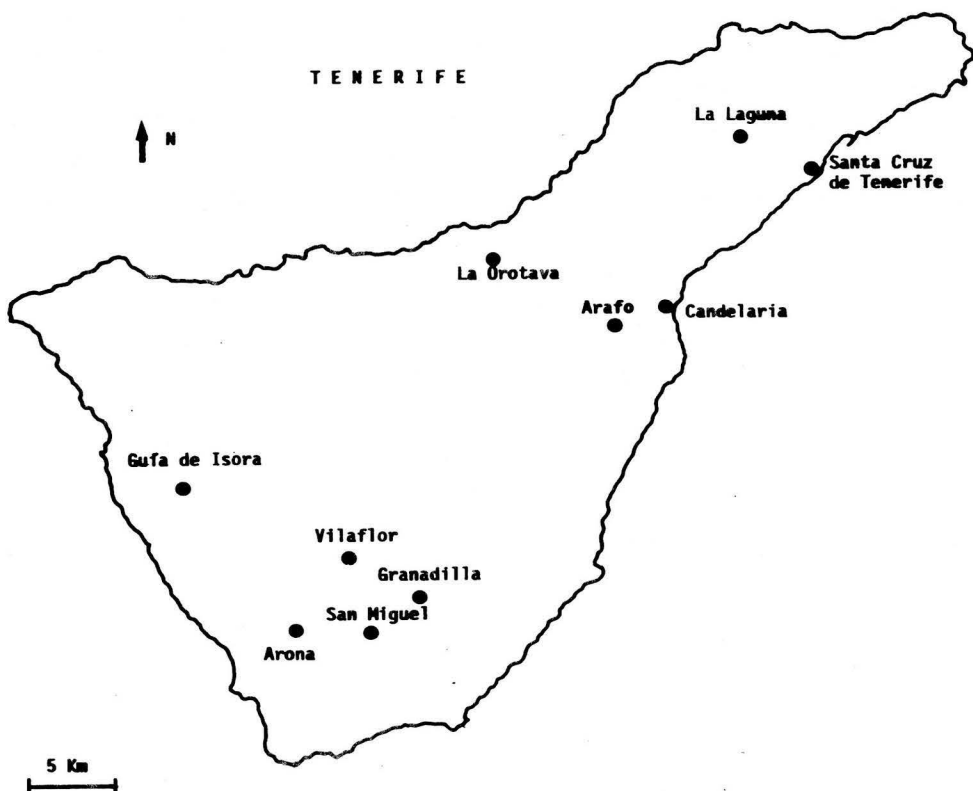 T E N E R I F E
N
La Laguna
Santa Cruz
de Tenerife
La Orotava
Arafo
Candelaria
Guía de Isora
Vilaflor
Granadilla
San Miguel
Arona
5 Km